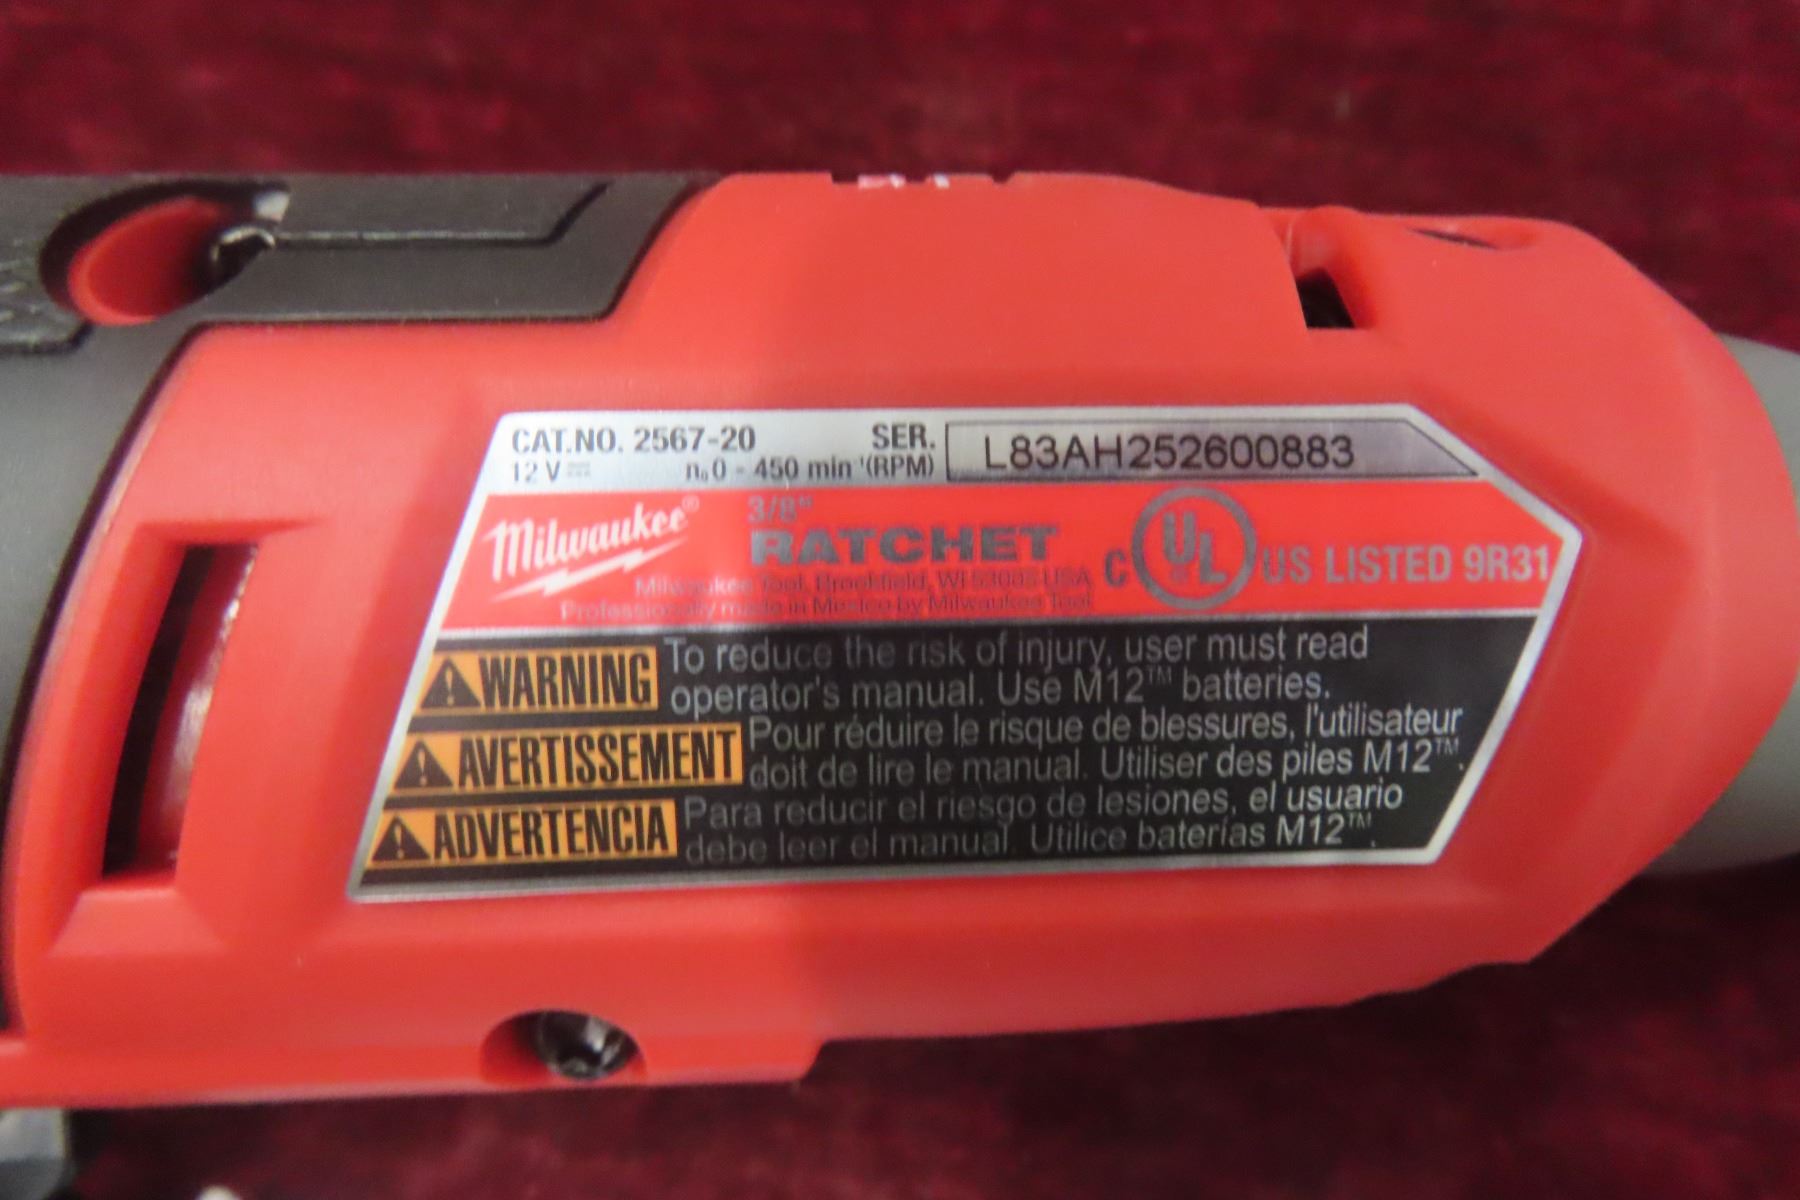 CAT.NO. 2567-20
12 V⎓ n₀0 - 450 min⁻¹(RPM)
SER. L83AH252600883
Milwaukee®
3/8"
RATCHET
Milwaukee Tool, Brookfield, WI 53005 USA
Professionally made in Mexico by Milwaukee Tool
C UL US LISTED 9R31
WARNING To reduce the risk of injury, user must read
operator's manual. Use M12™ batteries.
AVERTISSEMENT Pour réduire le risque de blessures, l'utilisateur
doit de lire le manual. Utiliser des piles M12™.
ADVERTENCIA Para reducir el riesgo de lesiones, el usuario
debe leer el manual. Utilice baterías M12™.